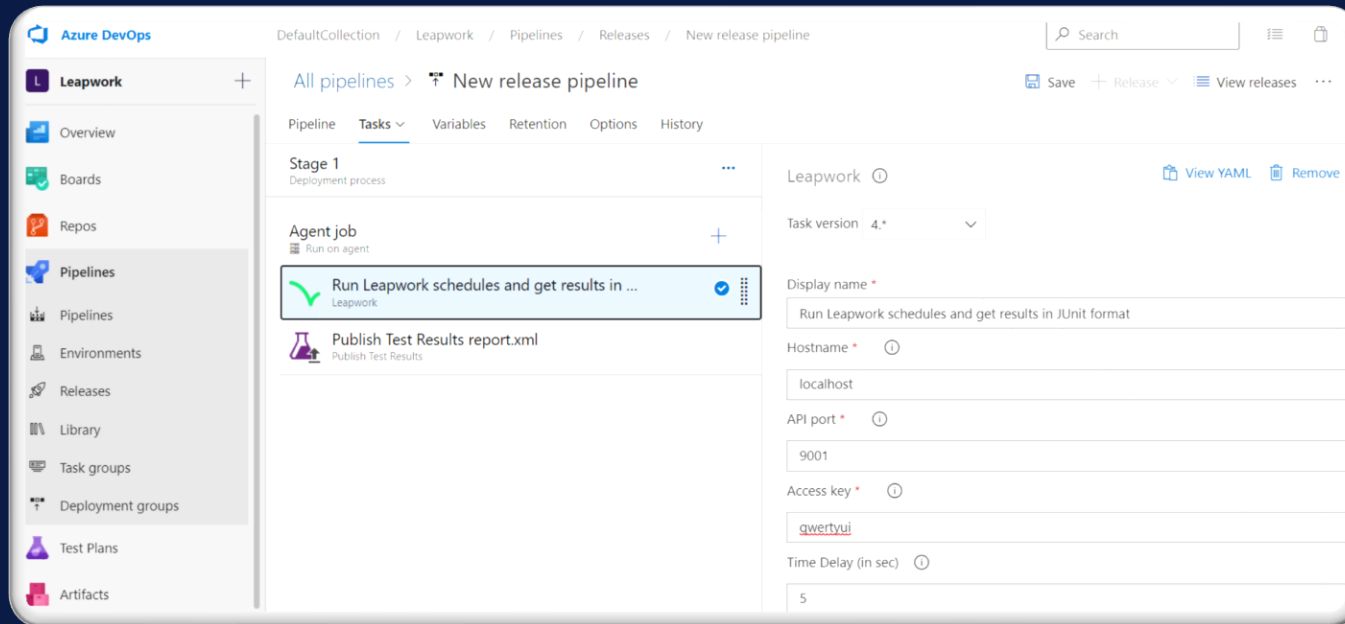 Azure DevOps
DefaultCollection / Leapwork / Pipelines / Releases / New release pipeline
Search
L Leapwork
All pipelines > New release pipeline
Save Release View releases ...
Overview
Boards
Repos
Pipelines
Pipelines
Environments
Releases
Library
Task groups
Deployment groups
Test Plans
Artifacts
Pipeline Tasks Variables Retention Options History
Stage 1
Deployment process
Agent job
Run on agent
Run Leapwork schedules and get results in ...
Leapwork
Publish Test Results report.xml
Publish Test Results
Leapwork
View YAML Remove
Task version 4.*
Display name *
Run Leapwork schedules and get results in JUnit format
Hostname *
localhost
API port *
9001
Access key *
qwertyui
Time Delay (in sec)
5